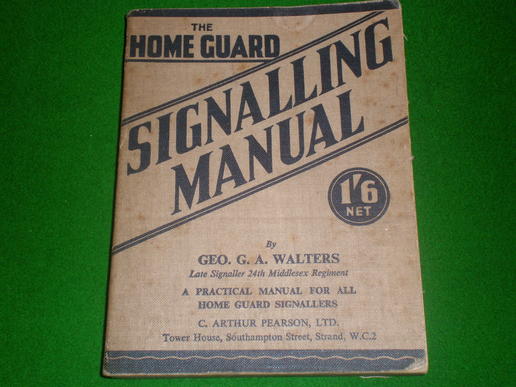 THE
HOME GUARD
SIGNALLING
MANUAL
1'6
NET
By
GEO. G. A. WALTERS
Late Signaller 24th Middlesex Regiment
A PRACTICAL MANUAL FOR ALL
HOME GUARD SIGNALLERS
C. ARTHUR PEARSON, LTD.
Tower House, Southampton Street, Strand, W.C.2